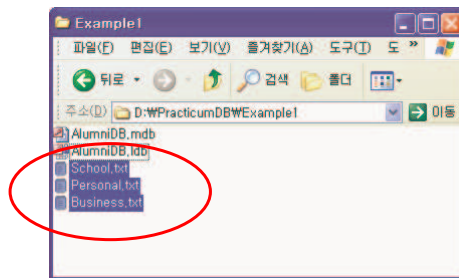 Example1
파일(F) 편집(E) 보기(V) 즐겨찾기(A) 도구(T) 도 »
뒤로 검색 폴더
주소(D) D:₩PracticumDB₩Example1 이동
AlumniDB.mdb
AlumniDB.ldb
School.txt
Personal.txt
Business.txt